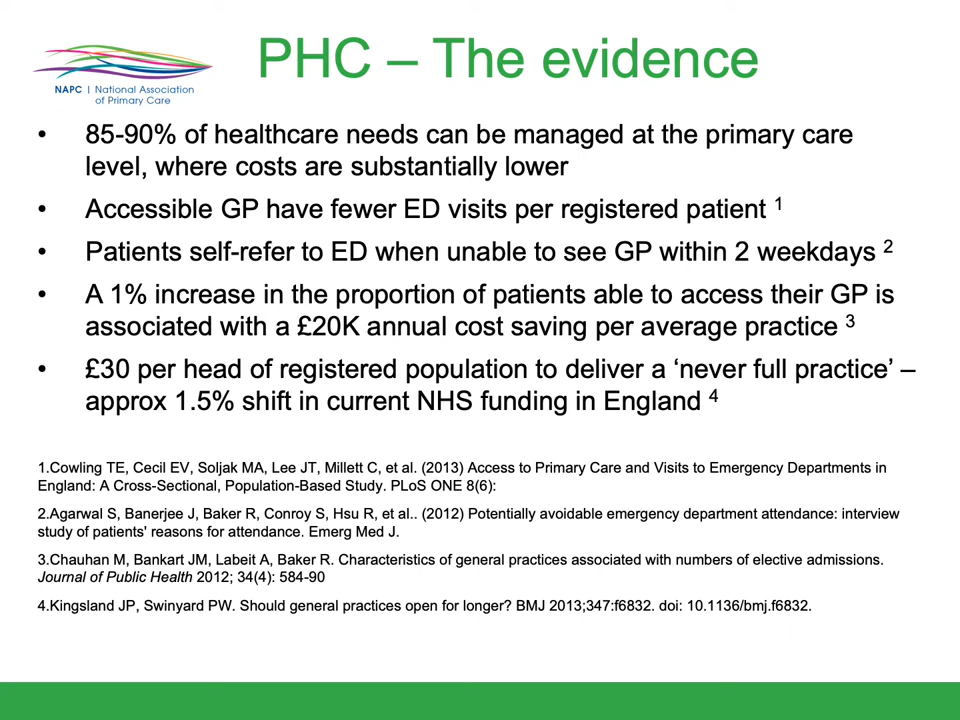 PHC – The evidence
NAPC | National Association
of Primary Care
• 85-90% of healthcare needs can be managed at the primary care
level, where costs are substantially lower
• Accessible GP have fewer ED visits per registered patient 1
• Patients self-refer to ED when unable to see GP within 2 weekdays 2
• A 1% increase in the proportion of patients able to access their GP is
associated with a £20K annual cost saving per average practice 3
• £30 per head of registered population to deliver a ‘never full practice’ –
approx 1.5% shift in current NHS funding in England 4
1.Cowling TE, Cecil EV, Soljak MA, Lee JT, Millett C, et al. (2013) Access to Primary Care and Visits to Emergency Departments in
England: A Cross-Sectional, Population-Based Study. PLoS ONE 8(6):
2.Agarwal S, Banerjee J, Baker R, Conroy S, Hsu R, et al.. (2012) Potentially avoidable emergency department attendance: interview
study of patients' reasons for attendance. Emerg Med J.
3.Chauhan M, Bankart JM, Labeit A, Baker R. Characteristics of general practices associated with numbers of elective admissions.
Journal of Public Health 2012; 34(4): 584-90
4.Kingsland JP, Swinyard PW. Should general practices open for longer? BMJ 2013;347:f6832. doi: 10.1136/bmj.f6832.